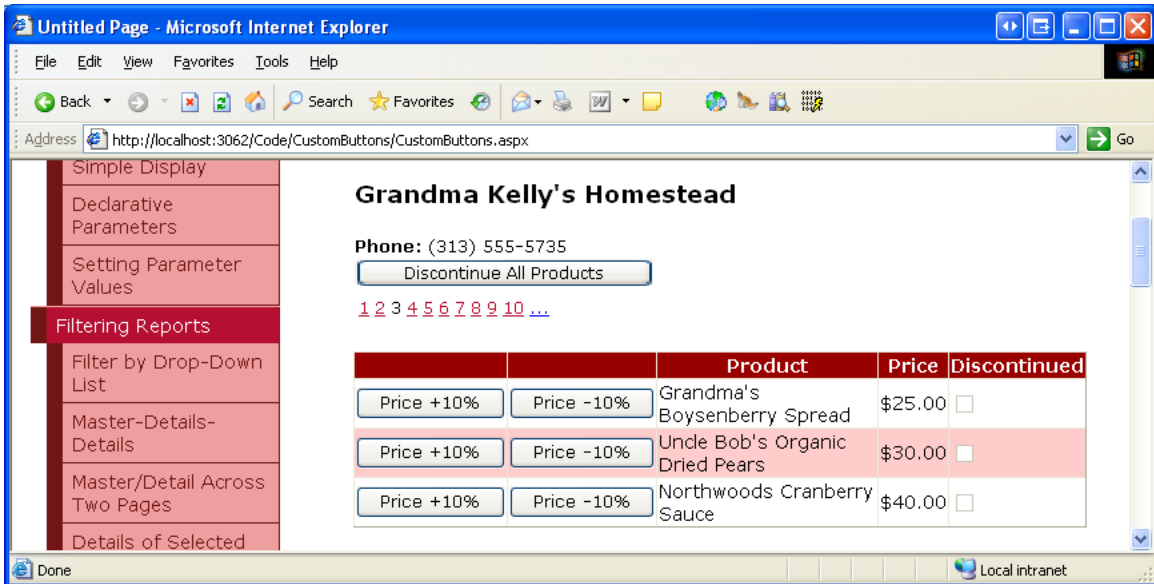 Untitled Page - Microsoft Internet Explorer
File Edit View Favorites Tools Help
Back Search Favorites
Address http://localhost:3062/Code/CustomButtons/CustomButtons.aspx Go
Simple Display
Declarative
Parameters
Setting Parameter
Values
Filtering Reports
Filter by Drop-Down
List
Master-Details-
Details
Master/Detail Across
Two Pages
Details of Selected
Grandma Kelly's Homestead
Phone: (313) 555-5735
Discontinue All Products
1 2 3 4 5 6 7 8 9 10 ...
Product Price Discontinued
Price +10% Price -10% Grandma's
Boysenberry Spread $25.00
Price +10% Price -10% Uncle Bob's Organic
Dried Pears $30.00
Price +10% Price -10% Northwoods Cranberry
Sauce $40.00
Done Local intranet